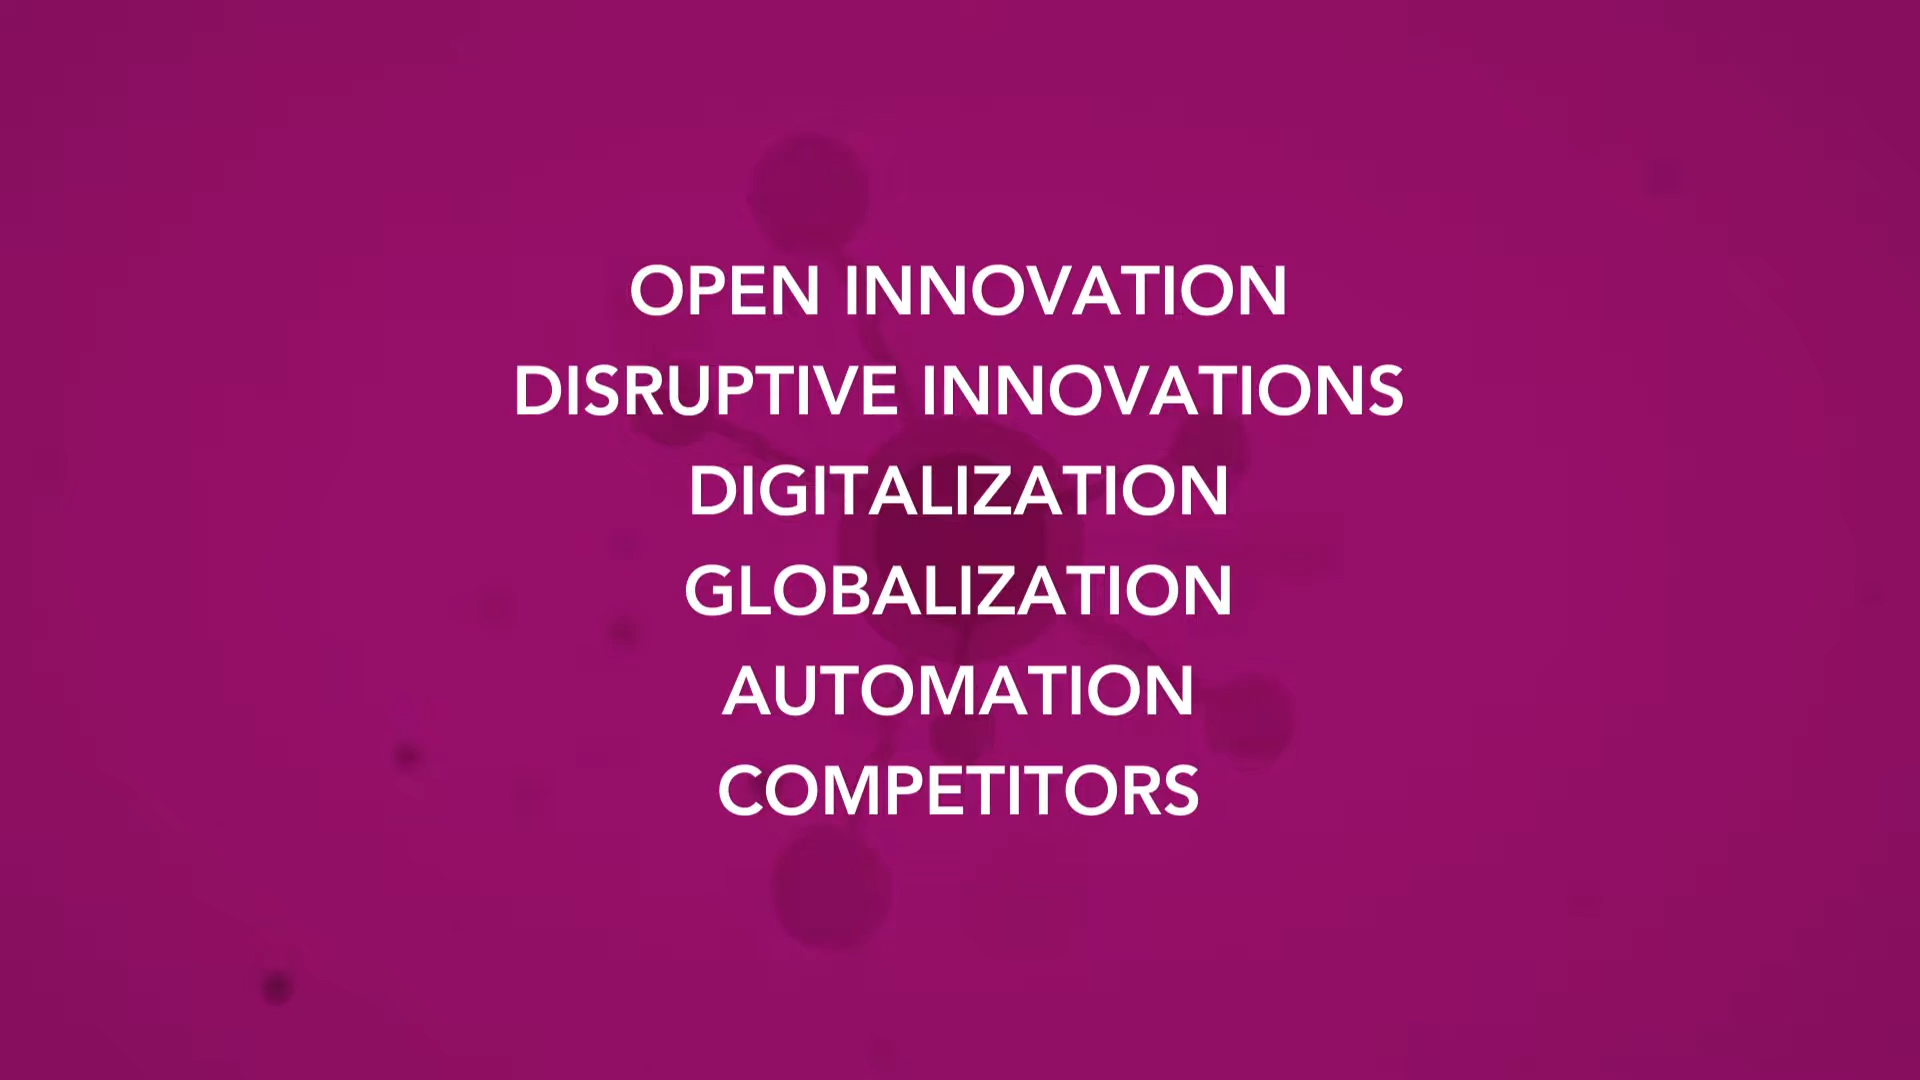 OPEN INNOVATION
DISRUPTIVE INNOVATIONS
DIGITALIZATION
GLOBALIZATION
AUTOMATION
COMPETITORS